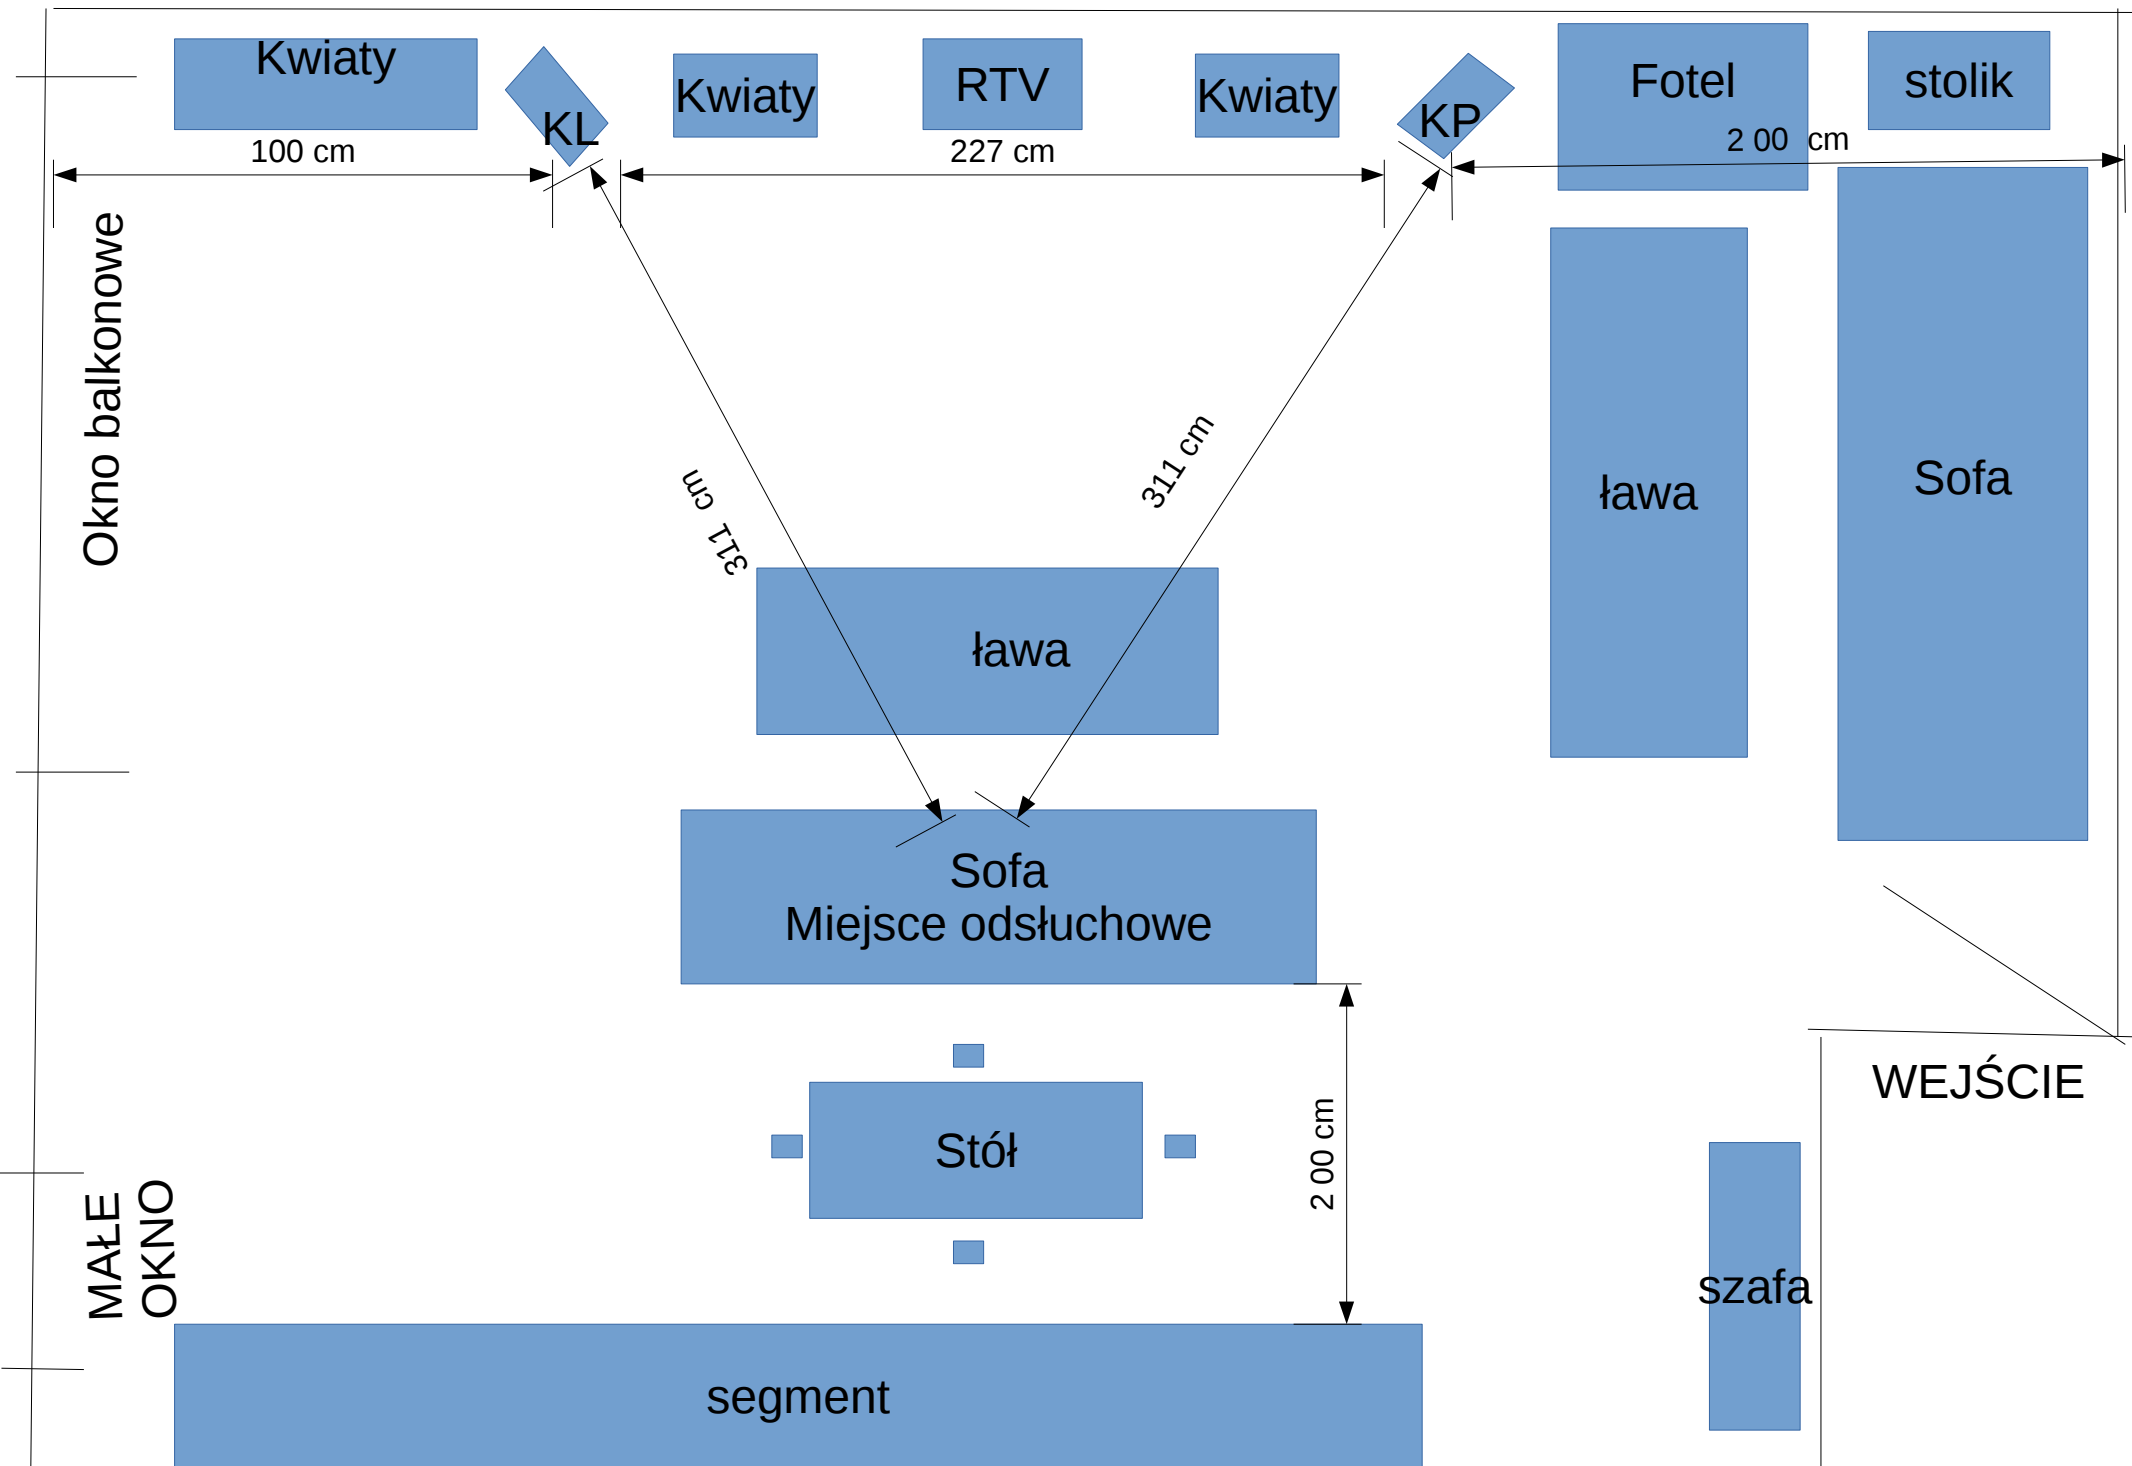 Kwiaty
KL
Kwiaty
RTV
Kwiaty
KP
Fotel
stolik
100 cm
227 cm
2 00 cm
Okno balkonowe
311 cm
311 cm
ława
Sofa
ława
Sofa
Miejsce odsłuchowe
WEJŚCIE
Stół
2 00 cm
MAŁE
OKNO
szafa
segment